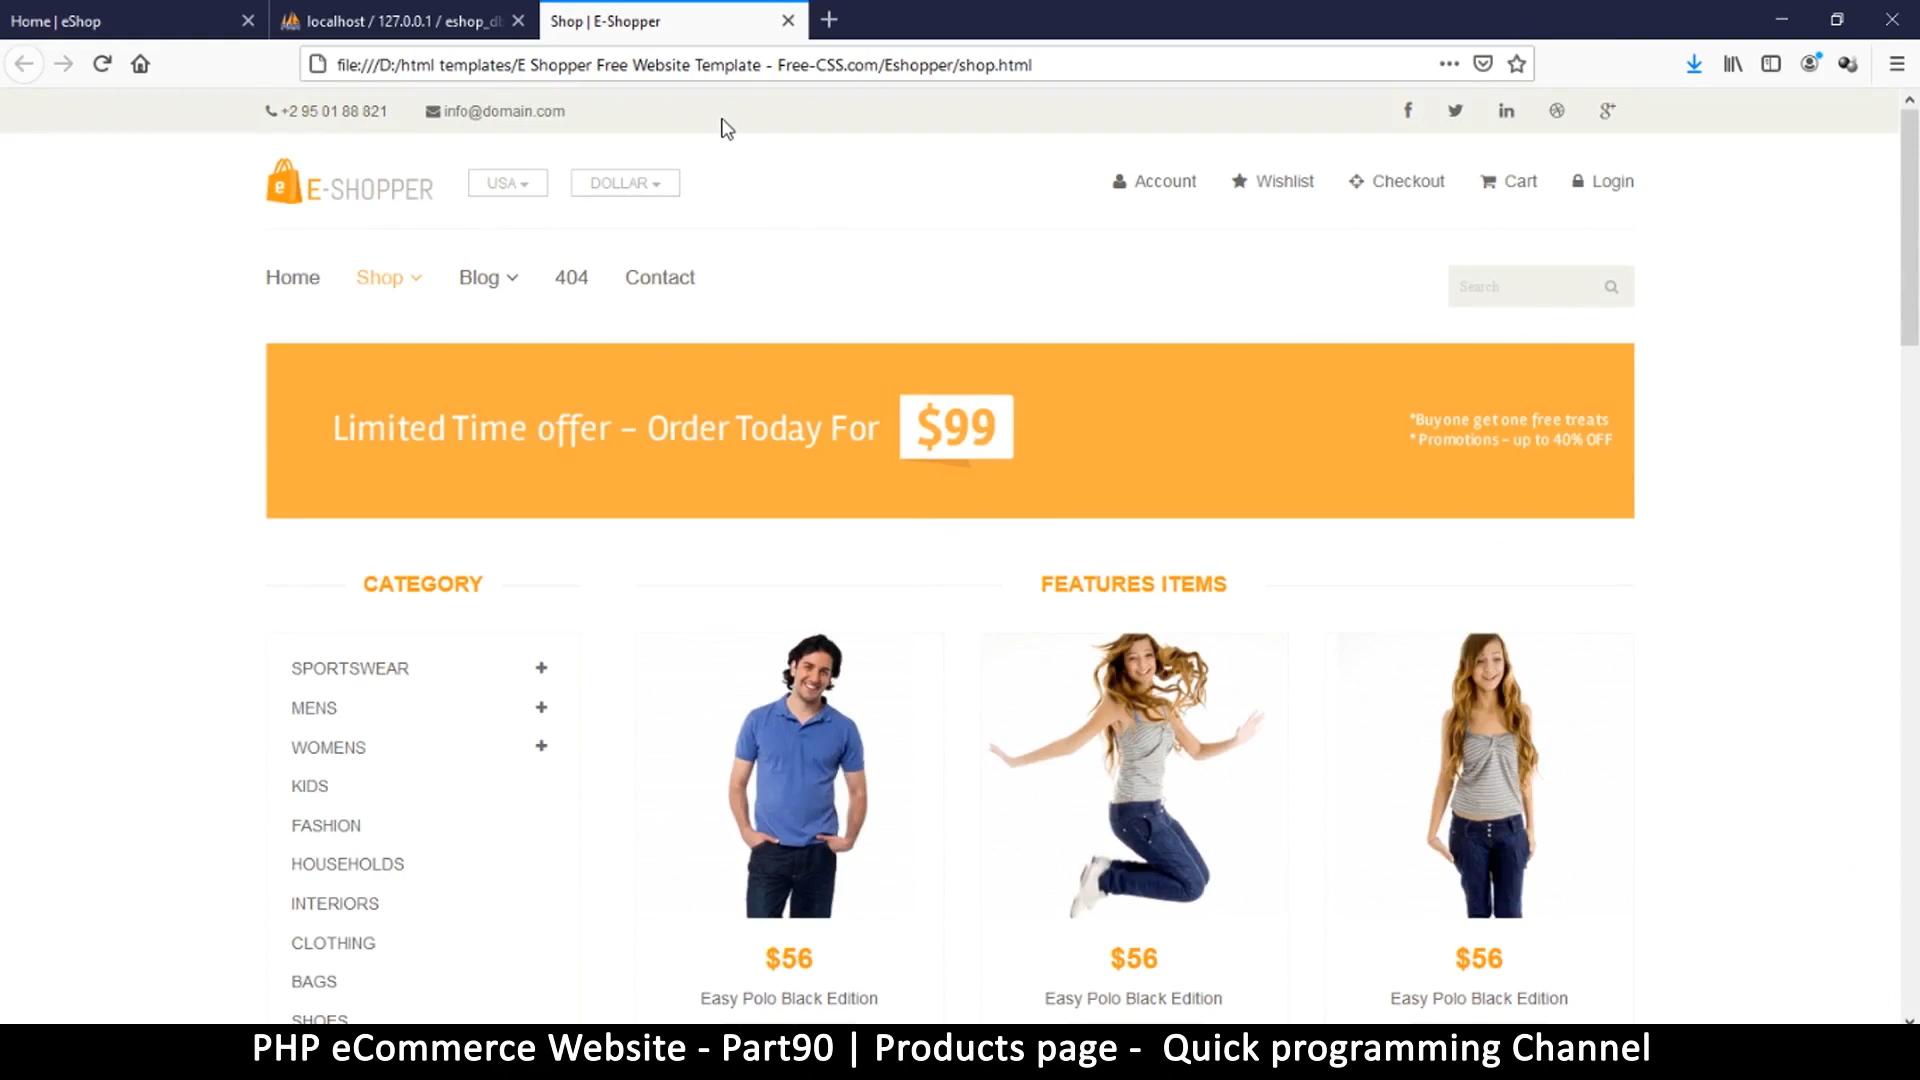 Home | eShop
localhost / 127.0.0.1 / eshop_d
Shop | E-Shopper
file:///D:/html templates/E Shopper Free Website Template - Free-CSS.com/Eshopper/shop.html
+2 95 01 88 821
info@domain.com
E-SHOPPER
USA
DOLLAR
Account
Wishlist
Checkout
Cart
Login
Home
Shop
Blog
404
Contact
Search
Limited Time offer – Order Today For
$99
*Buy one get one free treats
* Promotions – up to 40% OFF
CATEGORY
FEATURES ITEMS
SPORTSWEAR
MENS
WOMENS
KIDS
FASHION
HOUSEHOLDS
INTERIORS
CLOTHING
BAGS
SHOES
$56
Easy Polo Black Edition
$56
Easy Polo Black Edition
$56
Easy Polo Black Edition
PHP eCommerce Website - Part90 | Products page - Quick programming Channel